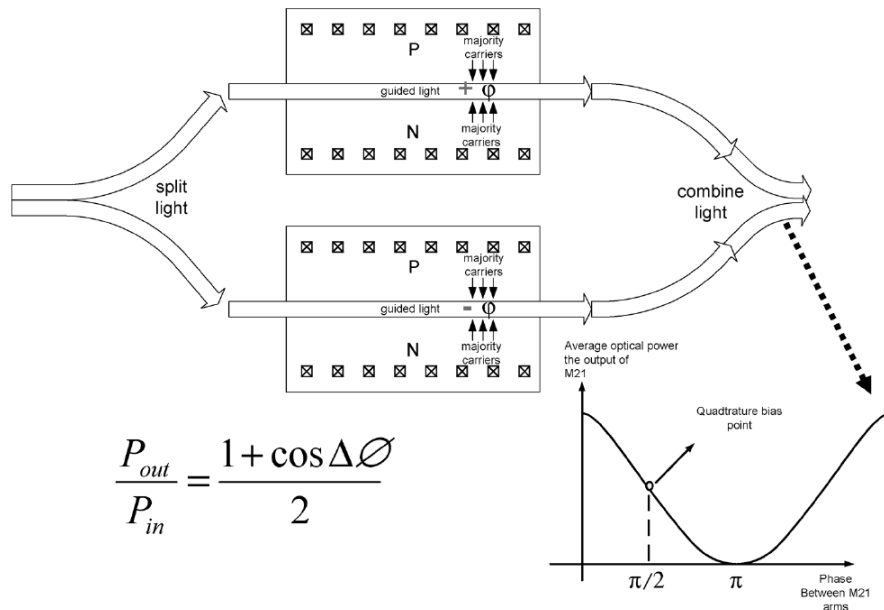 P
majority
carriers
guided light
+
φ
N
majority
carriers
split
light
combine
light
P
majority
carriers
guided light
-
φ
N
majority
carriers
Average optical power
the output of
M21
Quadtrature bias
point
P_out/P_in = (1 + cos Δ∅)/2
π/2
π
Phase
Between M21
arms